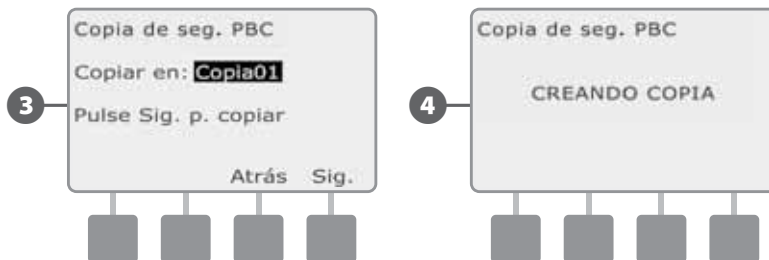 3
Copia de seg. PBC
Copiar en: Copia01
Pulse Sig. p. copiar
Atrás Sig.
4
Copia de seg. PBC
CREANDO COPIA